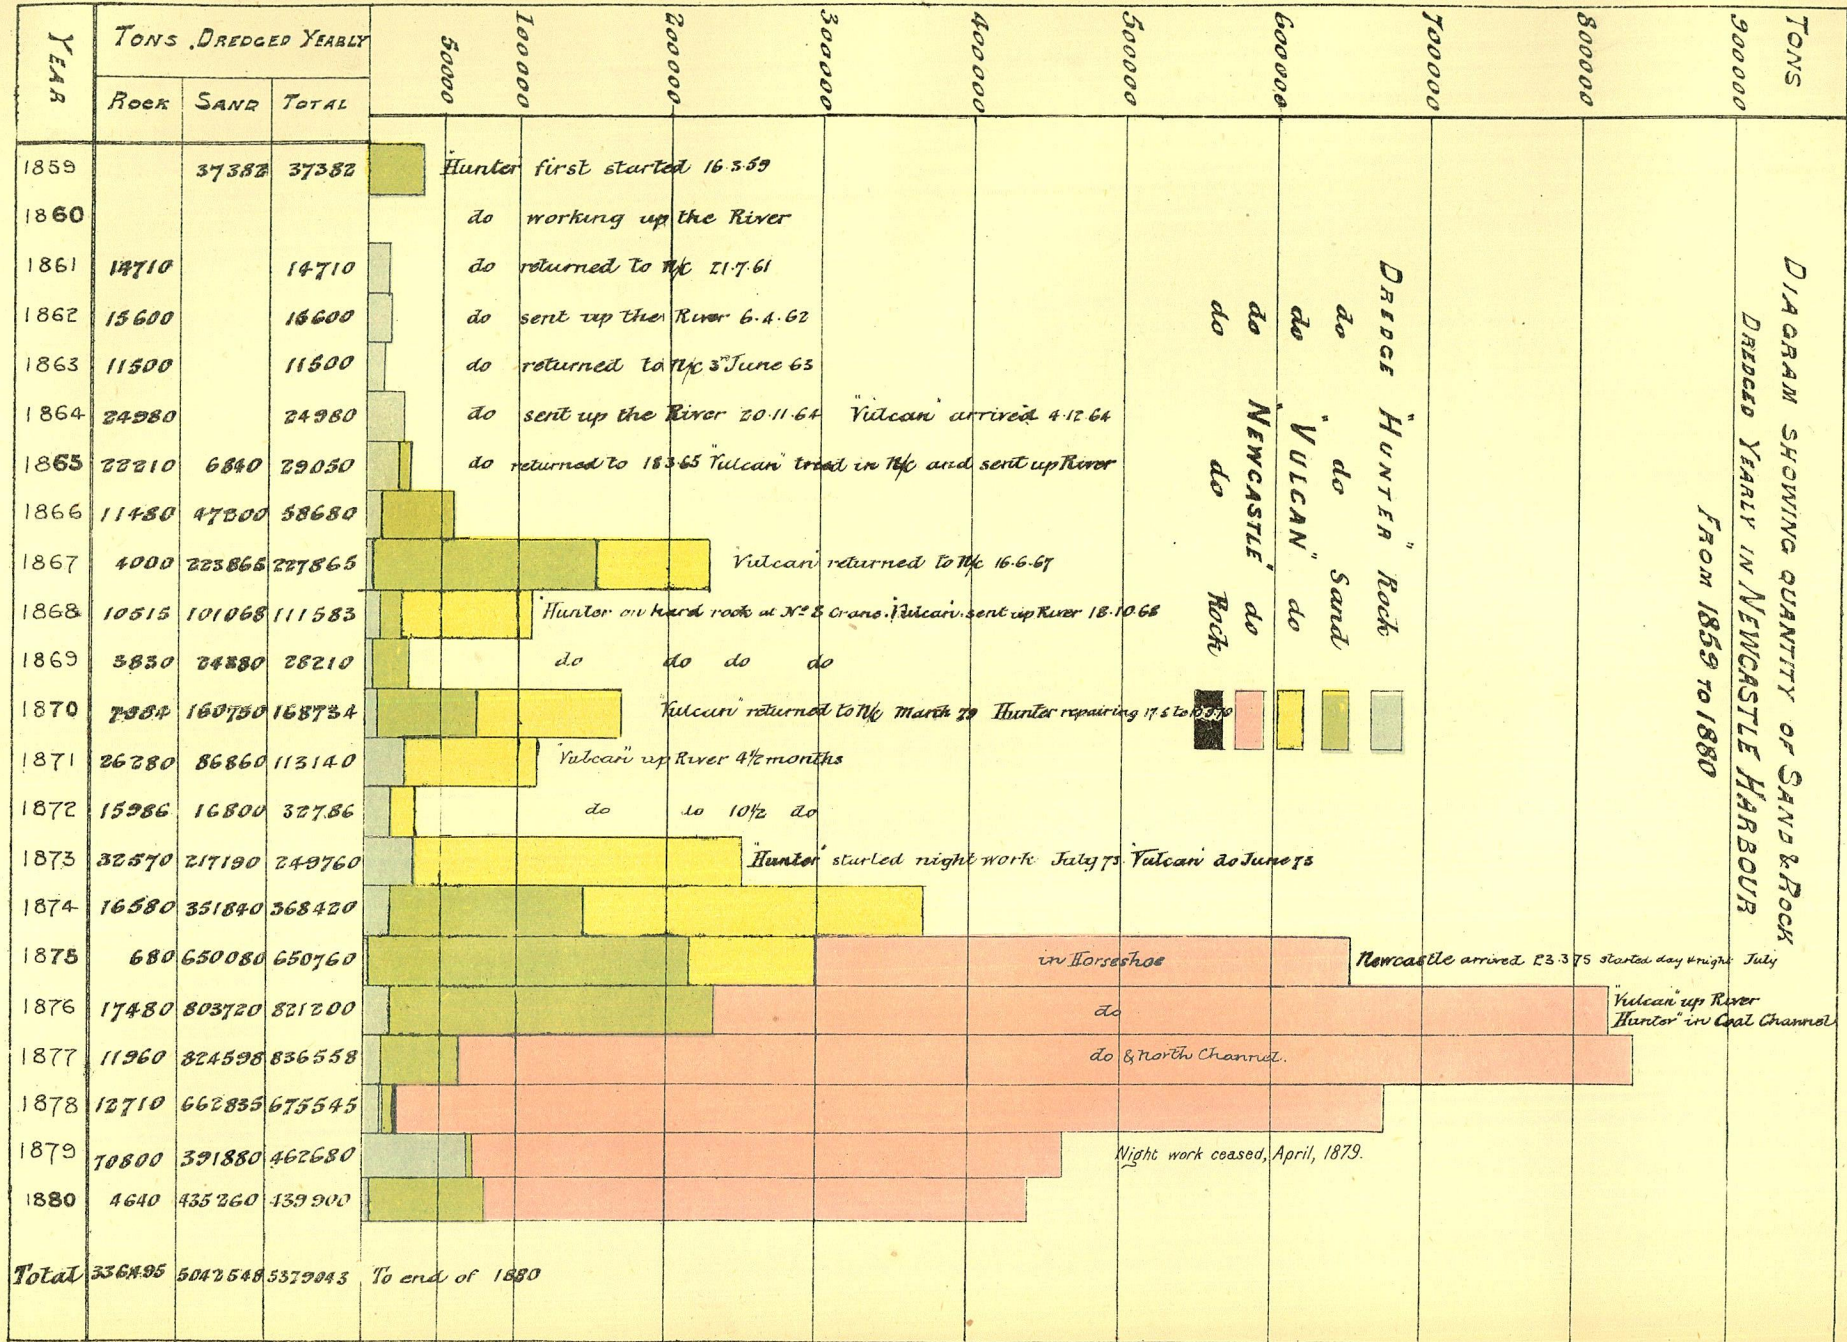 YEAR
TONS DREDGED YEARLY
ROCK SAND TOTAL
50000 100000 200000 300000 400000 500000 600000 700000 800000 900000 TONS
1859 37382 37382 Hunter first started 16.3.59
1860 do working up the River
1861 14710 14710 do returned to N/C 21.7.61
1862 15600 15600 do sent up the River 6.4.62
1863 11500 11500 do returned to N/C 3rd June 63
1864 24980 24980 do sent up the River 20.11.64 "Vulcan" arrived 4.12.64
1865 22210 6840 29050 do returned to 18.3.65 "Vulcan" tried in N/C and sent up River
1866 11480 47200 58680
1867 4000 223865 227865 "Vulcan" returned to N/C 16.6.67
1868 10515 101068 111583 "Hunter on hard rock at No 8 Crane. "Vulcan" sent up River 18.10.68
1869 3830 24380 28210 do do do do
1870 7984 160750 168734 "Vulcan" returned to N/C March 29 Hunter repairing 17.5 to
1871 26280 86860 113140 "Vulcan" up River 4½ months
1872 15986 16800 32786 do do 10½ do
1873 32570 217190 249760 "Hunter" started night work July 73 "Vulcan" do June 73
1874 16580 351840 368420
1875 680 650080 650760 in Horseshoe Newcastle arrived 23.3.75 started day & night July
1876 17480 803720 821200 do "Vulcan" up River
"Hunter" in Coal Channel
1877 11960 824598 836558 do & North Channel.
1878 12710 662835 675545
1879 70800 391880 462680 Night work ceased, April, 1879.
1880 4640 435260 439900
Total 336495 5042548 5379043 To end of 1880
DIAGRAM SHOWING QUANTITY OF SAND & ROCK
DREDGED YEARLY IN NEWCASTLE HARBOUR
FROM 1859 TO 1880
DREDGE "HUNTER" Rock
do do Sand
do "VULCAN" do
do "NEWCASTLE" do
do do Rock